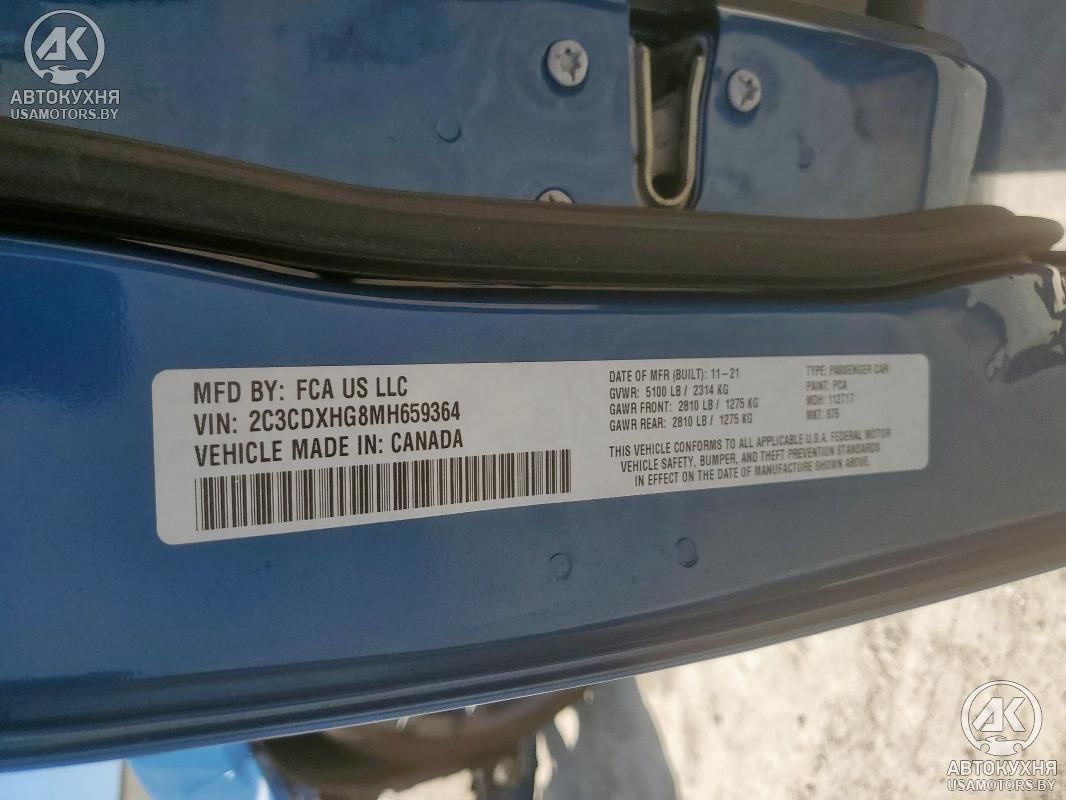 AK
АВТОКУХНЯ
USAMOTORS.BY
MFD BY: FCA US LLC
VIN: 2C3CDXHG8MH659364
VEHICLE MADE IN: CANADA
DATE OF MFR (BUILT): 11-21
GVWR: 5100 LB / 2314 KG
GAWR FRONT: 2810 LB / 1275 KG
GAWR REAR: 2810 LB / 1275 KG
TYPE: PASSENGER CAR
PAINT: PCA
MDH: 112717
MKT: 875
THIS VEHICLE CONFORMS TO ALL APPLICABLE U.S.A. FEDERAL MOTOR
VEHICLE SAFETY, BUMPER, AND THEFT PREVENTION STANDARDS
IN EFFECT ON THE DATE OF MANUFACTURE SHOWN ABOVE.
AK
АВТОКУХНЯ
USAMOTORS.BY